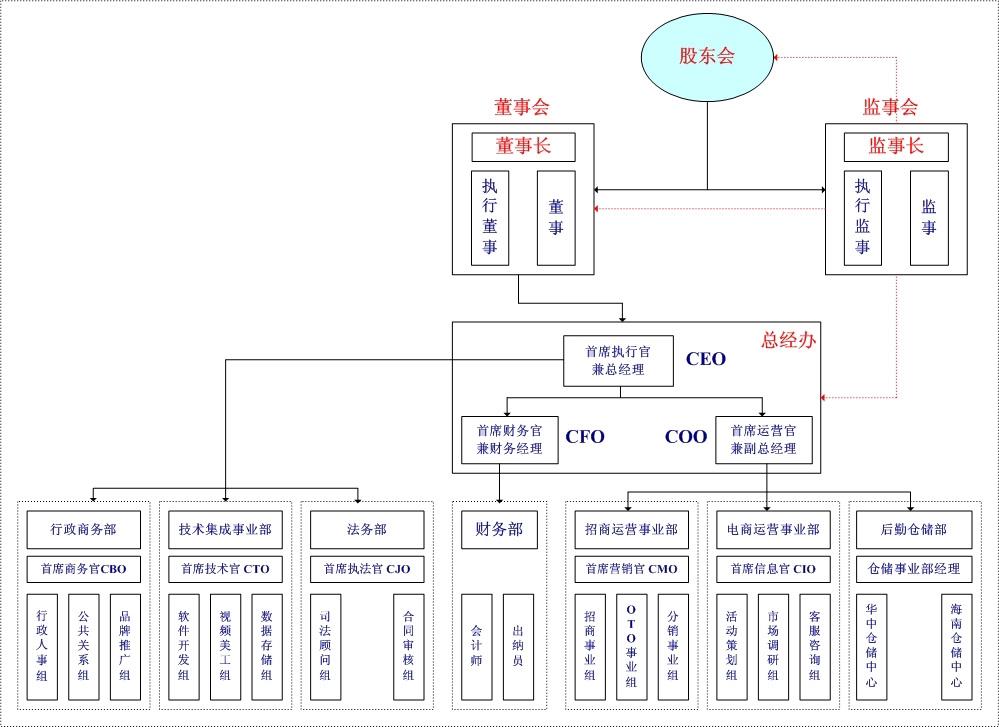 股东会
董事会
监事会
董事长
监事长
执行董事
董事
执行监事
监事
总经办
首席执行官
兼总经理
CEO
首席财务官
兼财务经理
CFO
COO
首席运营官
兼副总经理
行政商务部
技术集成事业部
法务部
财务部
招商运营事业部
电商运营事业部
后勤仓储部
首席商务官CBO
首席技术官 CTO
首席执法官 CJO
首席营销官 CMO
首席信息官 CIO
仓储事业部经理
行政人事组
公共关系组
品牌推广组
软件开发组
视频美工组
数据存储组
司法顾问组
合同审核组
会计师
出纳员
招商事业组
OTO事业组
分销事业组
活动策划组
市场调研组
客服咨询组
华中仓储中心
海南仓储中心